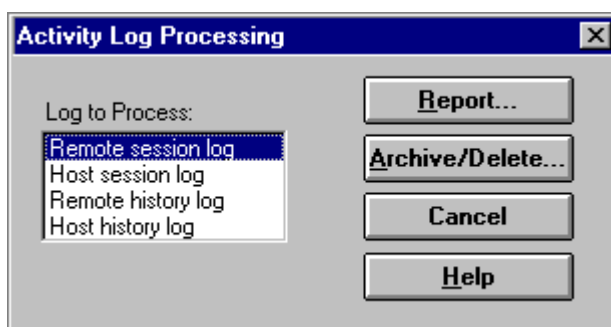 Activity Log Processing
Log to Process:
Remote session log
Host session log
Remote history log
Host history log
Report...
Archive/Delete...
Cancel
Help